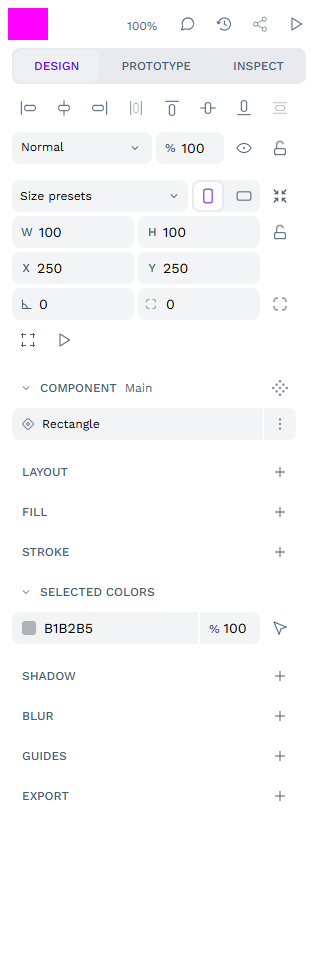 100%
DESIGN PROTOTYPE INSPECT
Normal % 100
Size presets
W 100 H 100
X 250 Y 250
0 0
COMPONENT Main
Rectangle
LAYOUT
FILL
STROKE
SELECTED COLORS
B1B2B5 % 100
SHADOW
BLUR
GUIDES
EXPORT